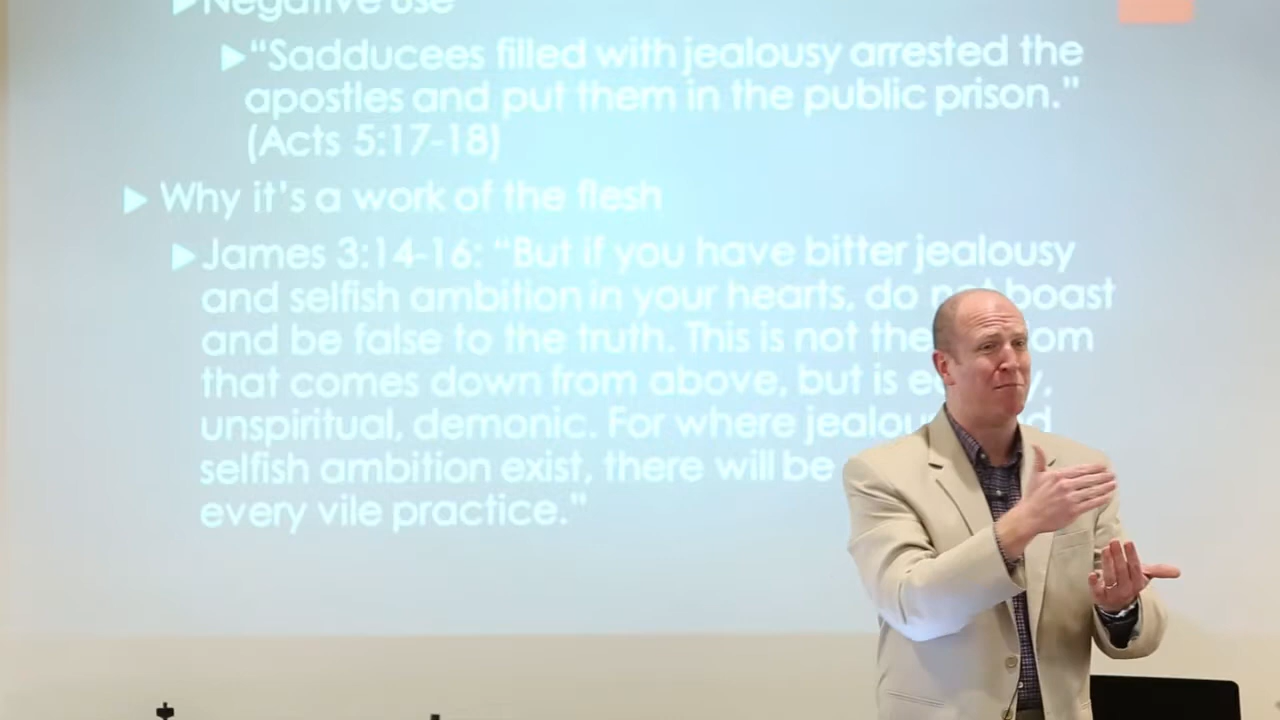 Negative use
“Sadducees filled with jealousy arrested the
apostles and put them in the public prison.”
(Acts 5:17-18)
Why it’s a work of the flesh
James 3:14-16: “But if you have bitter jealousy
and selfish ambition in your hearts, do not boast
and be false to the truth. This is not the
that comes down from above, but is
unspiritual, demonic. For where
selfish ambition exist, there will be
every vile practice.”